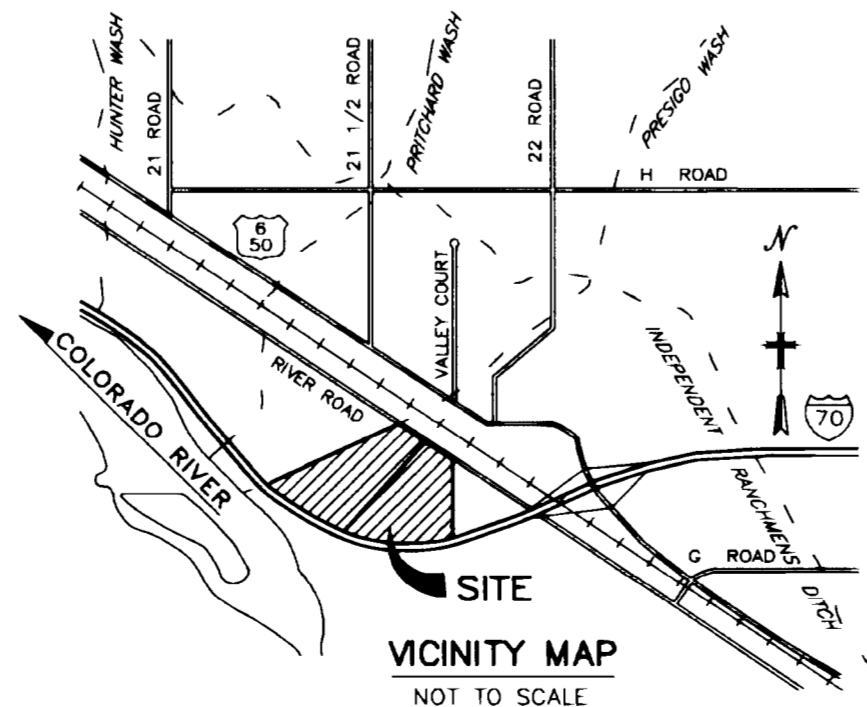 HUNTER WASH
21 ROAD
21 1/2 ROAD
PRITCHARD WASH
22 ROAD
PRESIGO WASH
H ROAD
6
50
N
VALLEY COURT
RIVER ROAD
COLORADO RIVER
INDEPENDENT
RANCHMENS
DITCH
70
G ROAD
SITE
VICINITY MAP
NOT TO SCALE